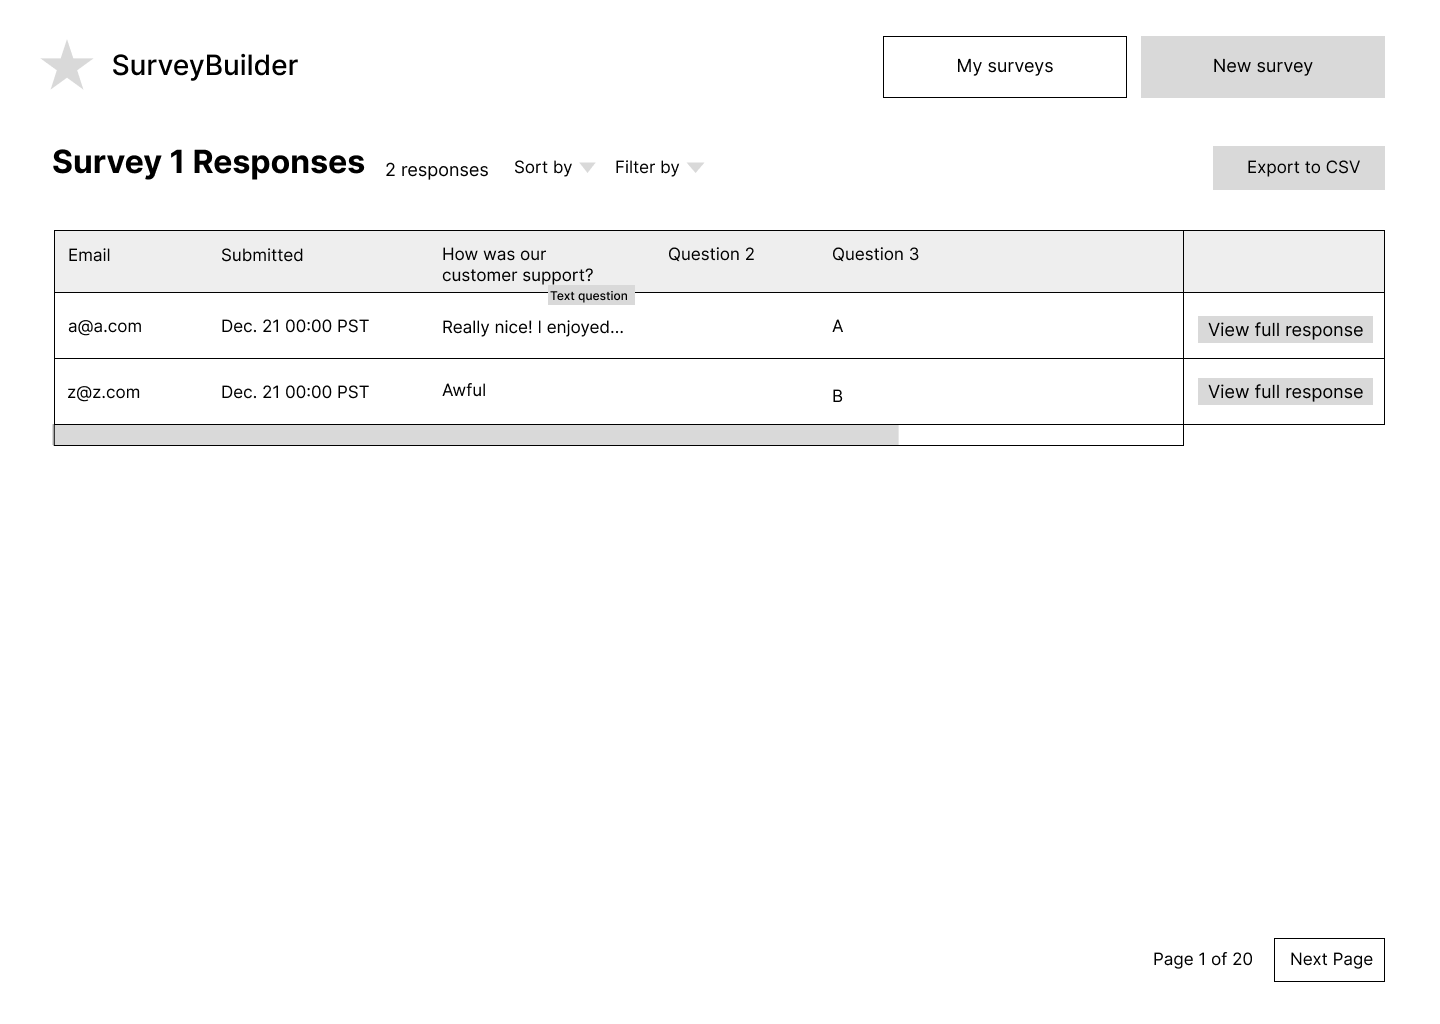 SurveyBuilder
My surveys
New survey
Survey 1 Responses
2 responses
Sort by
Filter by
Export to CSV
Email
Submitted
How was our
customer support?
Question 2
Question 3
Text question
a@a.com
Dec. 21 00:00 PST
Really nice! I enjoyed...
A
View full response
z@z.com
Dec. 21 00:00 PST
Awful
B
View full response
Page 1 of 20
Next Page